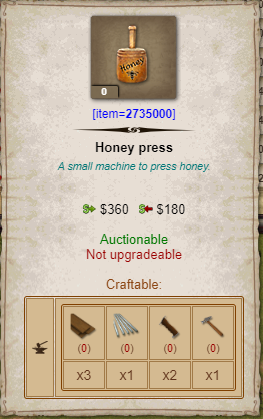 Honey
0
[item=2735000]
Honey press
A small machine to press honey.
$360 $180
Auctionable
Not upgradeable
Craftable:
(0) (0) (0) (0)
x3 x1 x2 x1